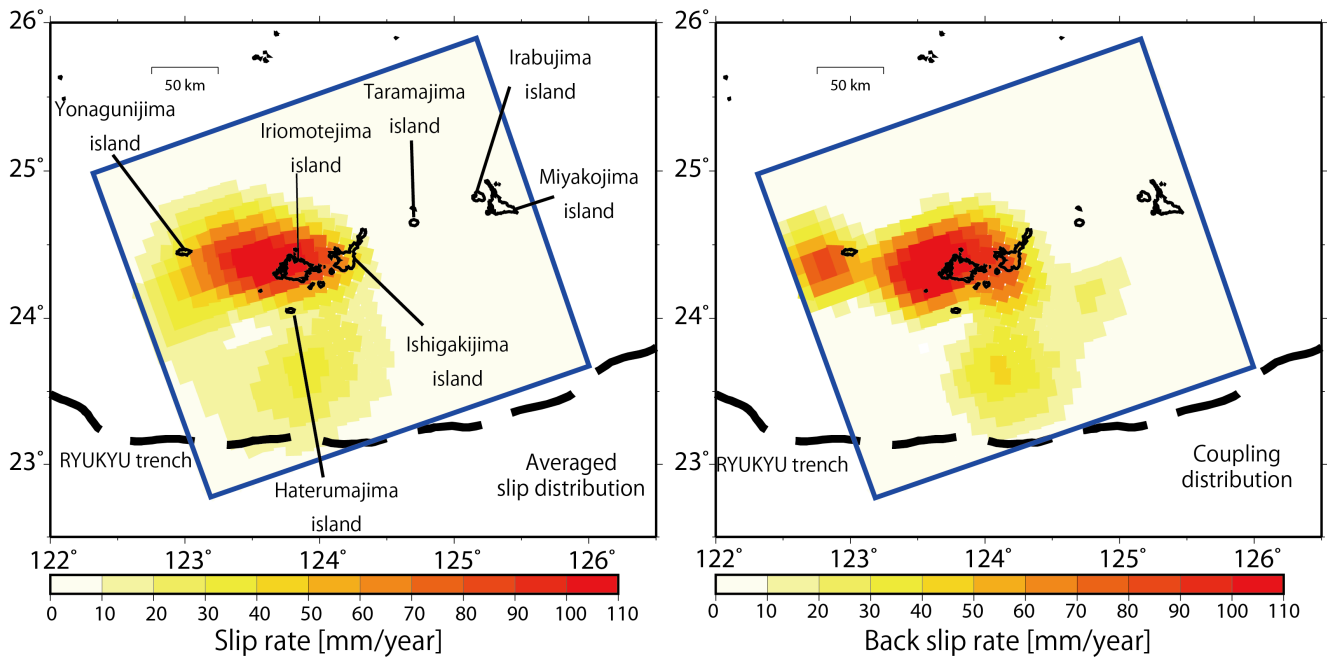 26˚
25˚
24˚
23˚
122˚ 123˚ 124˚ 125˚ 126˚
50 km
Yonagunijima
island
Iriomotejima
island
Taramajima
island
Irabujima
island
Miyakojima
island
Ishigakijima
island
Haterumajima
island
RYUKYU trench
Averaged
slip distribution
0 10 20 30 40 50 60 70 80 90 100 110
Slip rate [mm/year]
26˚
25˚
24˚
23˚
122˚ 123˚ 124˚ 125˚ 126˚
50 km
RYUKYU trench
Coupling
distribution
0 10 20 30 40 50 60 70 80 90 100 110
Back slip rate [mm/year]